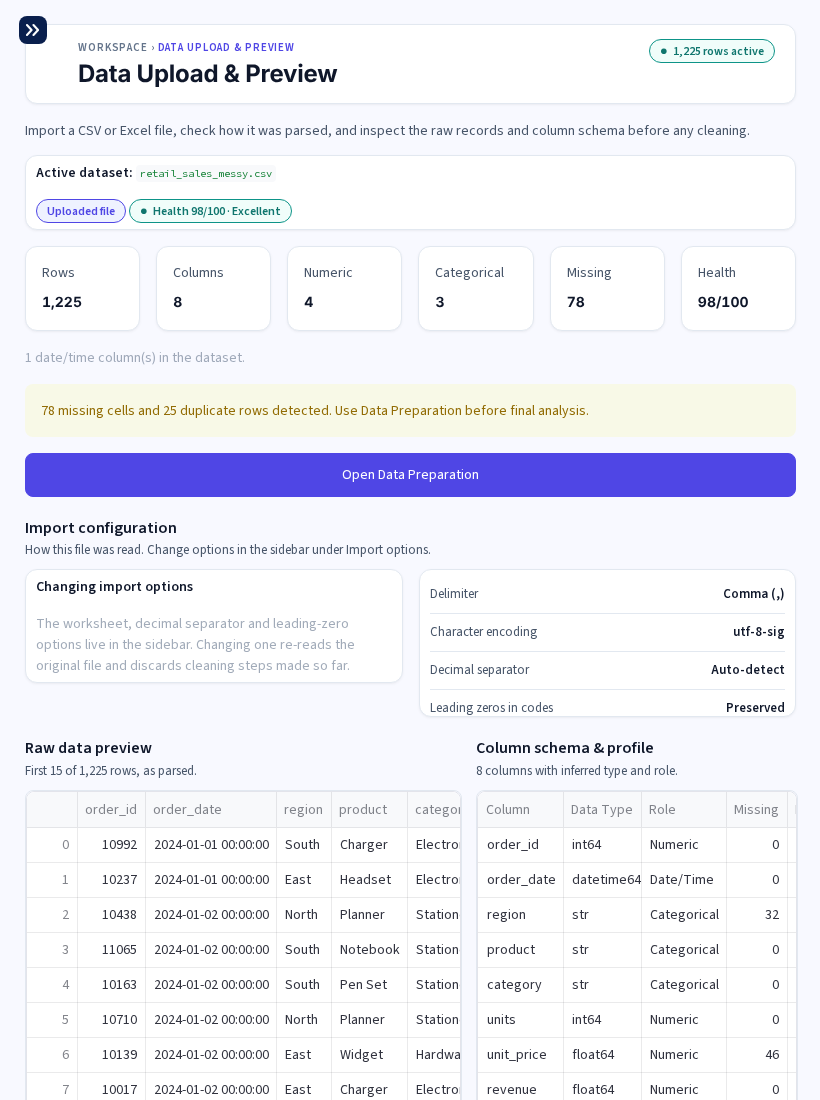 WORKSPACE › DATA UPLOAD & PREVIEW
Data Upload & Preview
1,225 rows active
Import a CSV or Excel file, check how it was parsed, and inspect the raw records and column schema before any cleaning.
Active dataset: retail_sales_messy.csv
Uploaded file
Health 98/100 · Excellent
Rows
1,225
Columns
8
Numeric
4
Categorical
3
Missing
78
Health
98/100
1 date/time column(s) in the dataset.
78 missing cells and 25 duplicate rows detected. Use Data Preparation before final analysis.
Open Data Preparation
Import configuration
How this file was read. Change options in the sidebar under Import options.
Changing import options
The worksheet, decimal separator and leading-zero
options live in the sidebar. Changing one re-reads the
original file and discards cleaning steps made so far.
Delimiter Comma (,)
Character encoding utf-8-sig
Decimal separator Auto-detect
Leading zeros in codes Preserved
Raw data preview
First 15 of 1,225 rows, as parsed.
order_id order_date region product categor
0 10992 2024-01-01 00:00:00 South Charger Electron
1 10237 2024-01-01 00:00:00 East Headset Electron
2 10438 2024-01-02 00:00:00 North Planner Station
3 11065 2024-01-02 00:00:00 South Notebook Station
4 10163 2024-01-02 00:00:00 South Pen Set Station
5 10710 2024-01-02 00:00:00 North Planner Station
6 10139 2024-01-02 00:00:00 East Widget Hardwa
7 10017 2024-01-02 00:00:00 East Charger Electron
Column schema & profile
8 columns with inferred type and role.
Column Data Type Role Missing
order_id int64 Numeric 0
order_date datetime64 Date/Time 0
region str Categorical 32
product str Categorical 0
category str Categorical 0
units int64 Numeric 0
unit_price float64 Numeric 46
revenue float64 Numeric 0